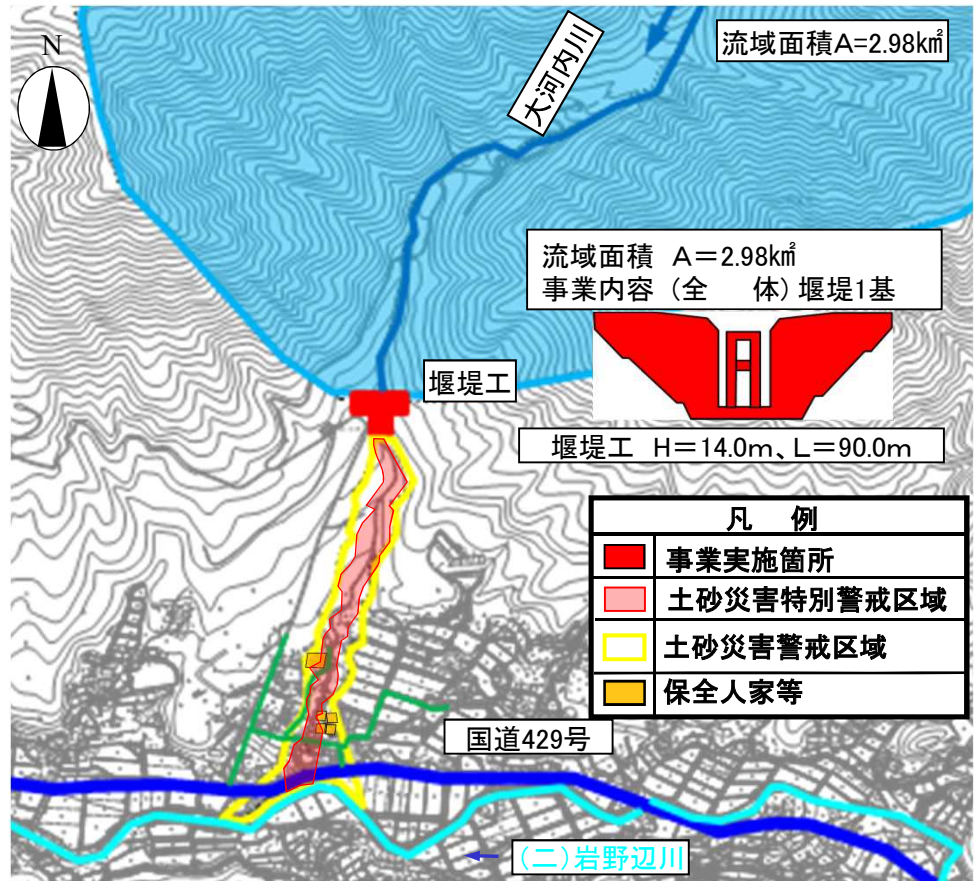 N
流域面積A=2.98k㎡
大河内三
流域面積 A=2.98k㎡
事業内容 (全 体) 堰堤1基
堰堤工
堰堤工 H=14.0m、L=90.0m
凡 例
事業実施箇所
土砂災害特別警戒区域
土砂災害警戒区域
保全人家等
国道429号
(二)岩野辺川